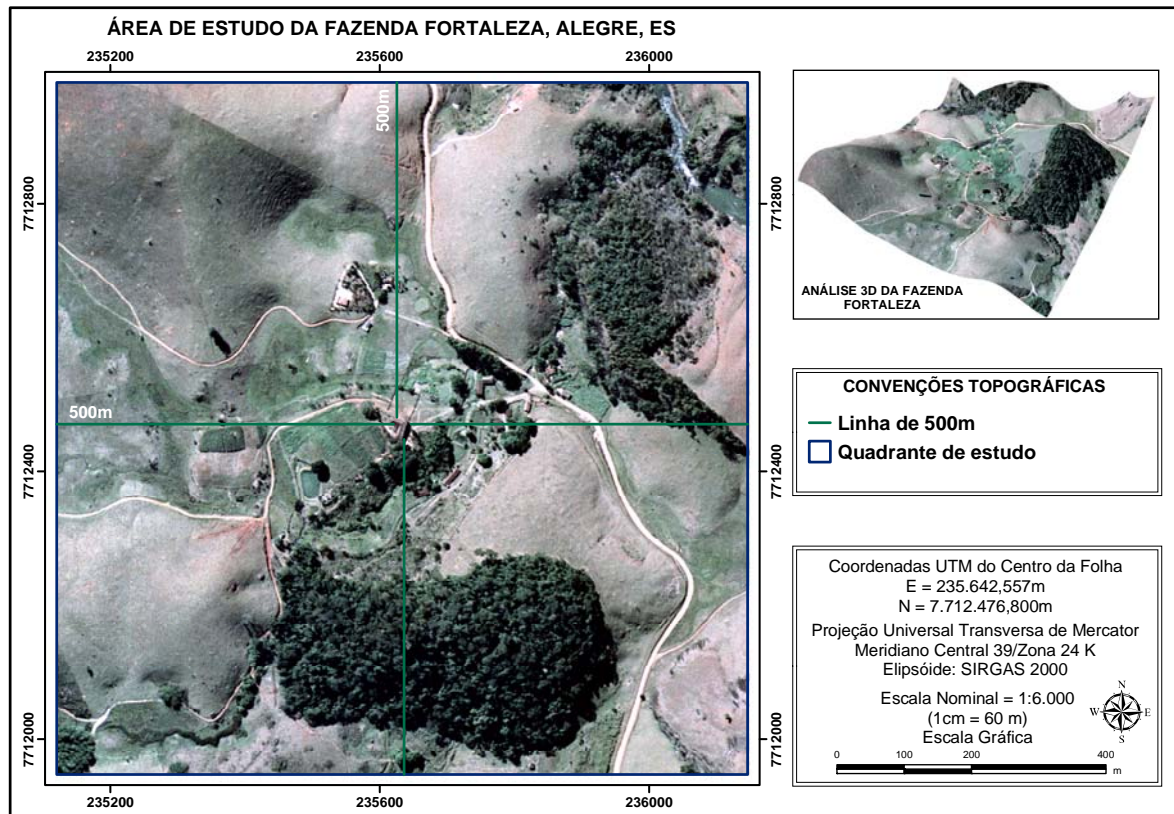 ÁREA DE ESTUDO DA FAZENDA FORTALEZA, ALEGRE, ES
235200 235600 236000
7712800
7712400
7712000
500m
500m
7712800
7712400
7712000
235200 235600 236000
ANÁLISE 3D DA FAZENDA
FORTALEZA
CONVENÇÕES TOPOGRÁFICAS
Linha de 500m
Quadrante de estudo
Coordenadas UTM do Centro da Folha
E = 235.642,557m
N = 7.712.476,800m
Projeção Universal Transversa de Mercator
Meridiano Central 39/Zona 24 K
Elipsóide: SIRGAS 2000
Escala Nominal = 1:6.000
(1cm = 60 m)
Escala Gráfica
N
W E
S
0 100 200 400
m